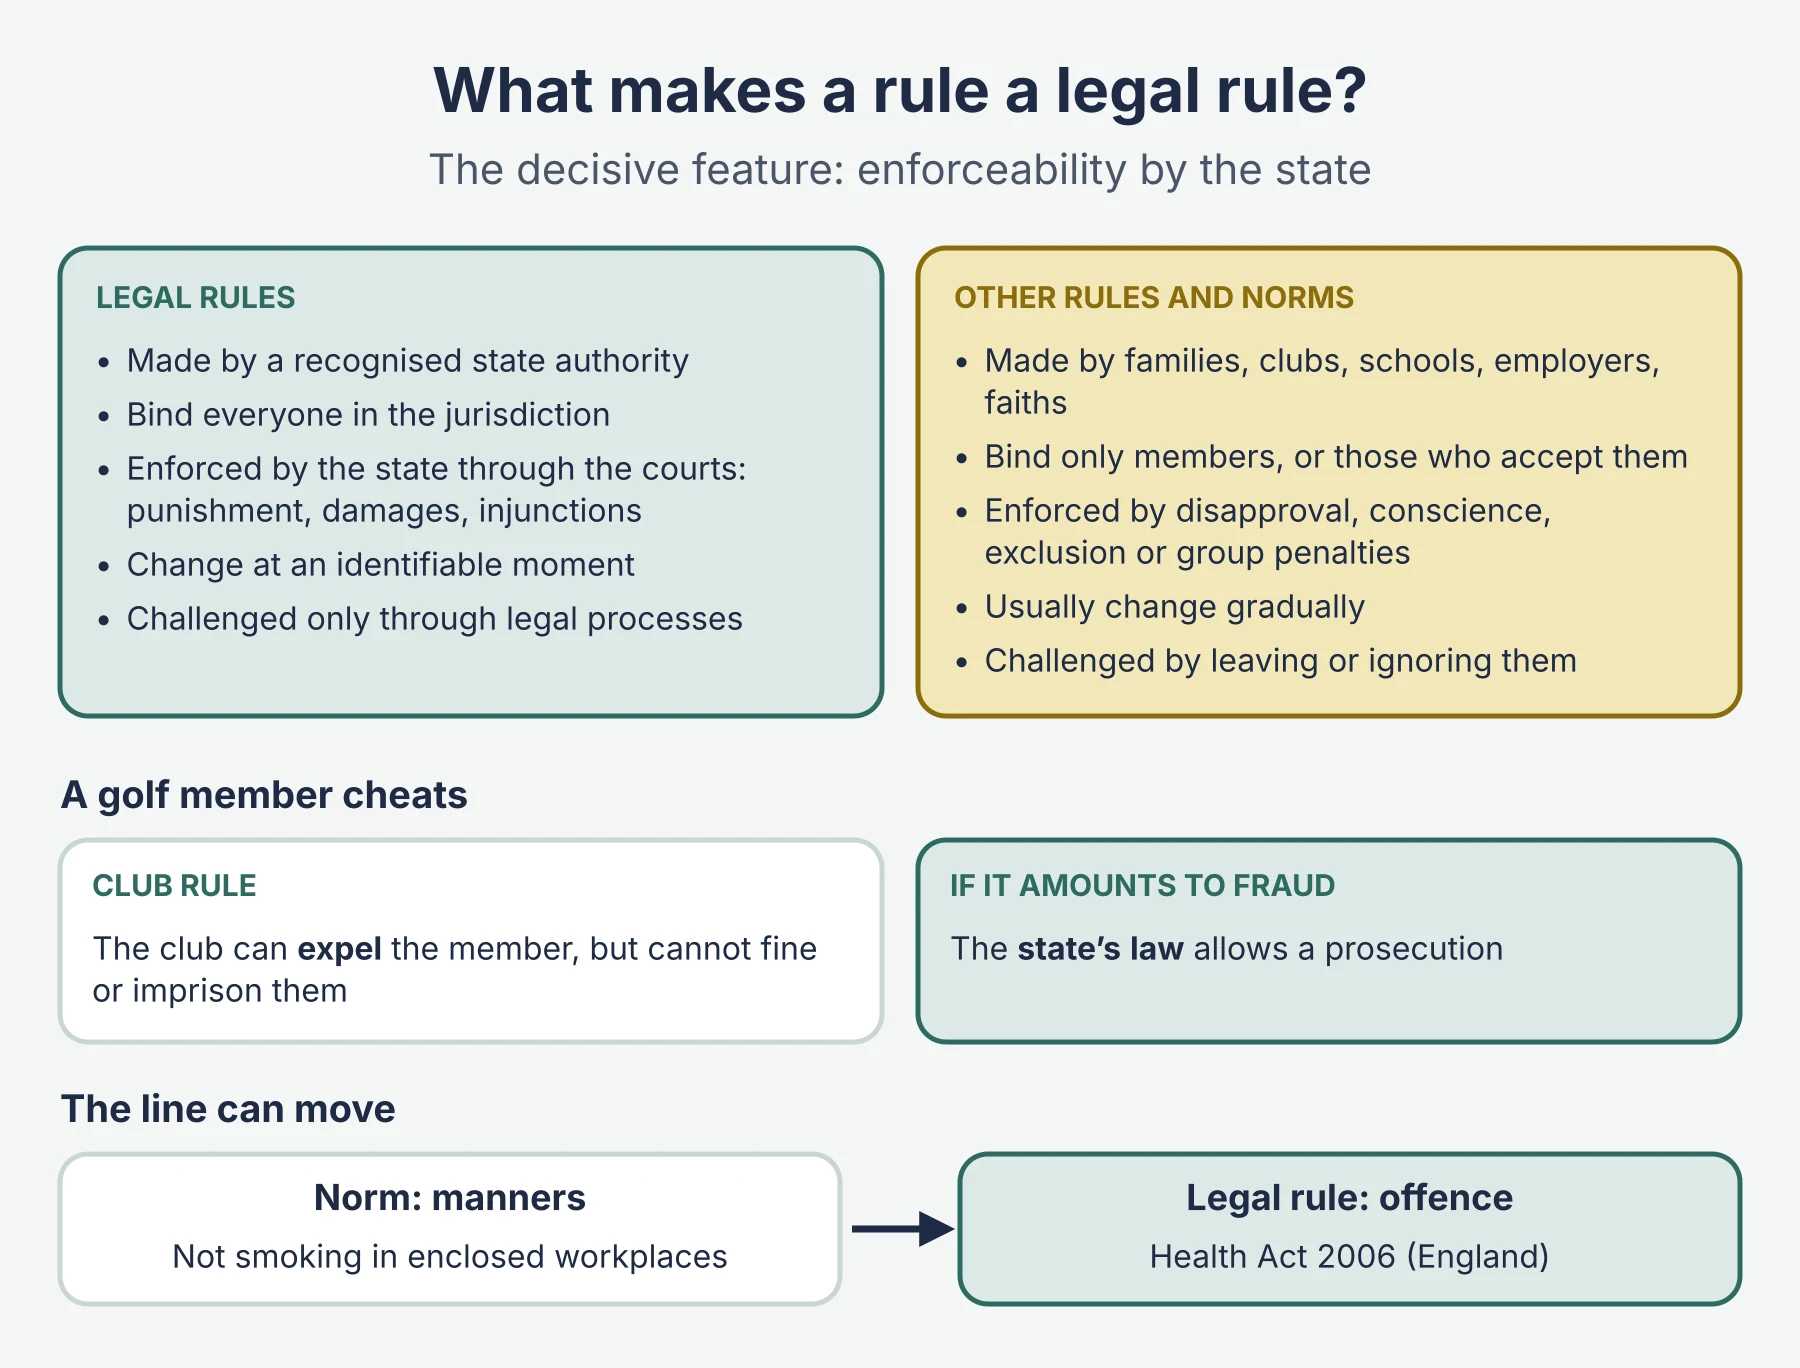 What makes a rule a legal rule?
The decisive feature: enforceability by the state
LEGAL RULES
• Made by a recognised state authority
• Bind everyone in the jurisdiction
• Enforced by the state through the courts:
punishment, damages, injunctions
• Change at an identifiable moment
• Challenged only through legal processes
OTHER RULES AND NORMS
• Made by families, clubs, schools, employers,
faiths
• Bind only members, or those who accept them
• Enforced by disapproval, conscience,
exclusion or group penalties
• Usually change gradually
• Challenged by leaving or ignoring them
A golf member cheats
CLUB RULE
The club can expel the member, but cannot fine
or imprison them
IF IT AMOUNTS TO FRAUD
The state’s law allows a prosecution
The line can move
Norm: manners
Not smoking in enclosed workplaces
Legal rule: offence
Health Act 2006 (England)